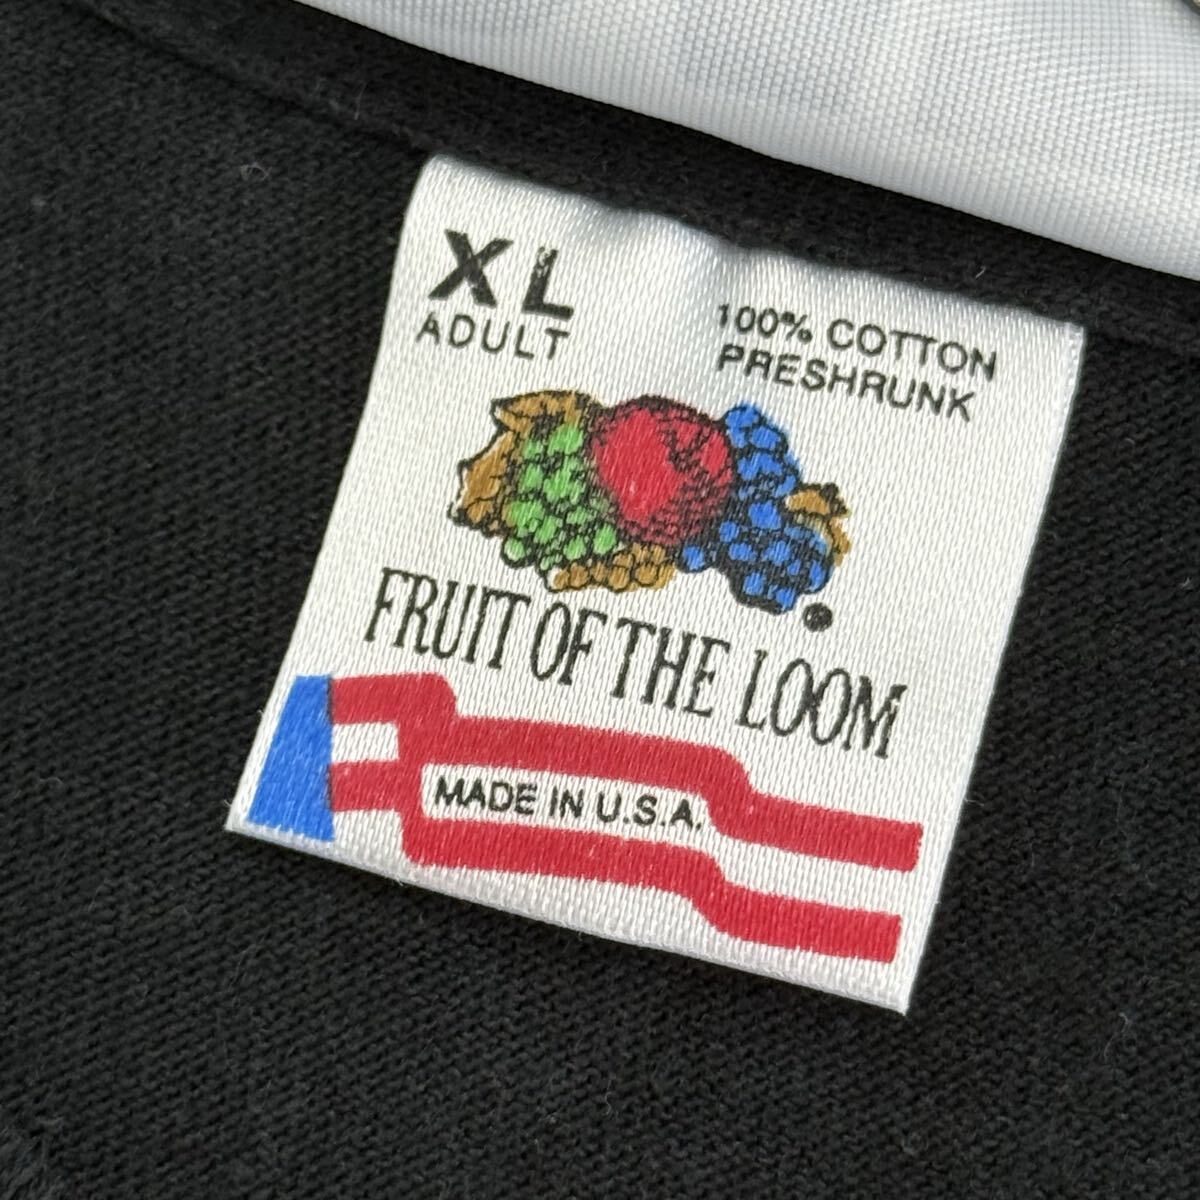 XL
ADULT
100% COTTON
PRESHRUNK
FRUIT OF THE LOOM
MADE IN U.S.A.